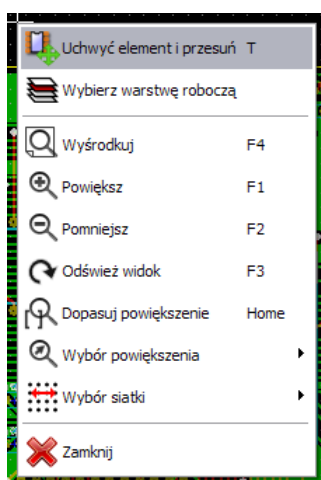 Uchwyć element i przesuń T
Wybierz warstwę roboczą
Wyśrodkuj F4
Powiększ F1
Pomniejsz F2
Odśwież widok F3
Dopasuj powiększenie Home
Wybór powiększenia
Wybór siatki
Zamknij